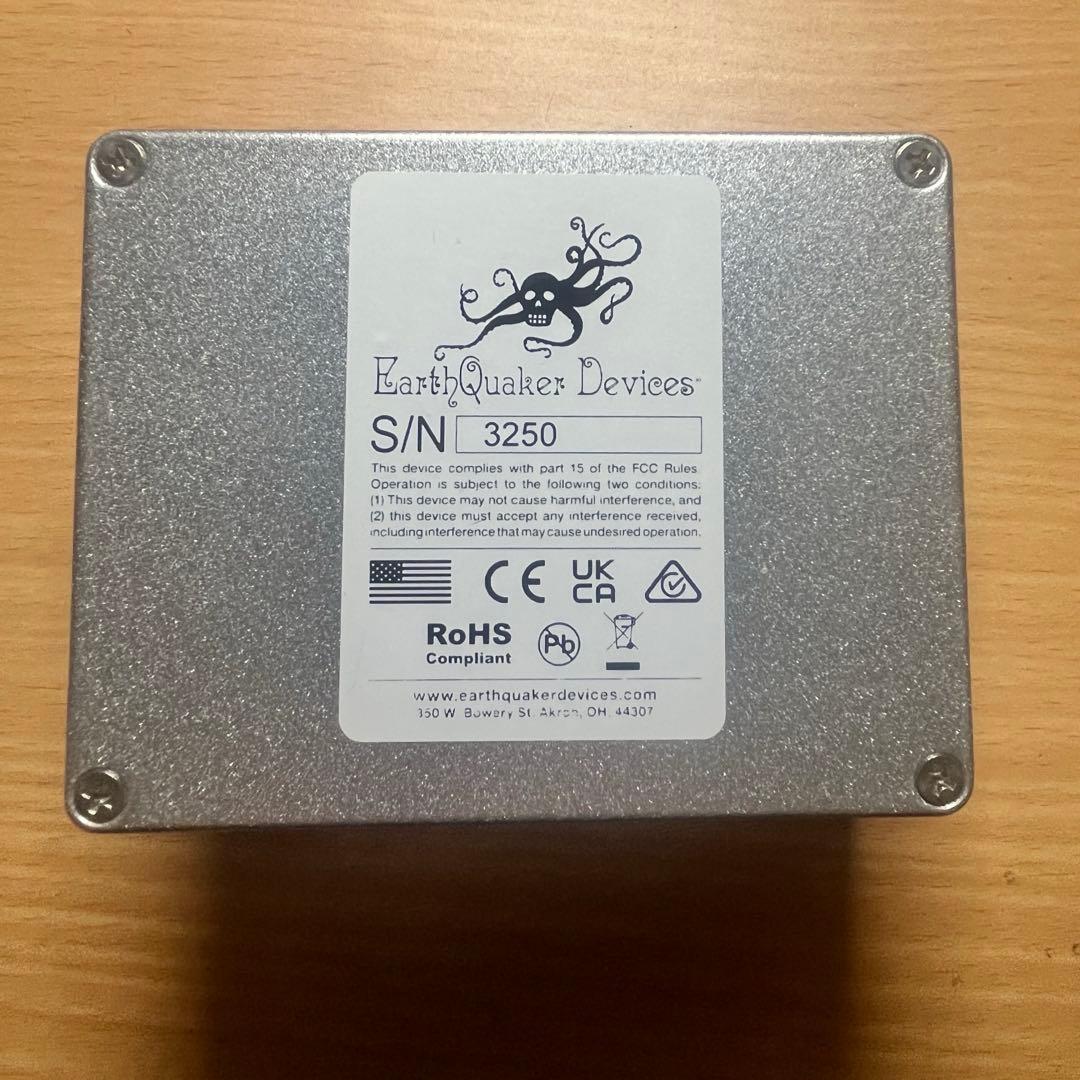 EarthQuaker Devices™
S/N 3250
This device complies with part 15 of the FCC Rules.
Operation is subject to the following two conditions:
(1) This device may not cause harmful interference, and
(2) this device must accept any interference received,
including interference that may cause undesired operation.
CE UK CA
RoHS
Compliant
Pb
www.earthquakerdevices.com
350 W. Bowery St. Akron, OH. 44307